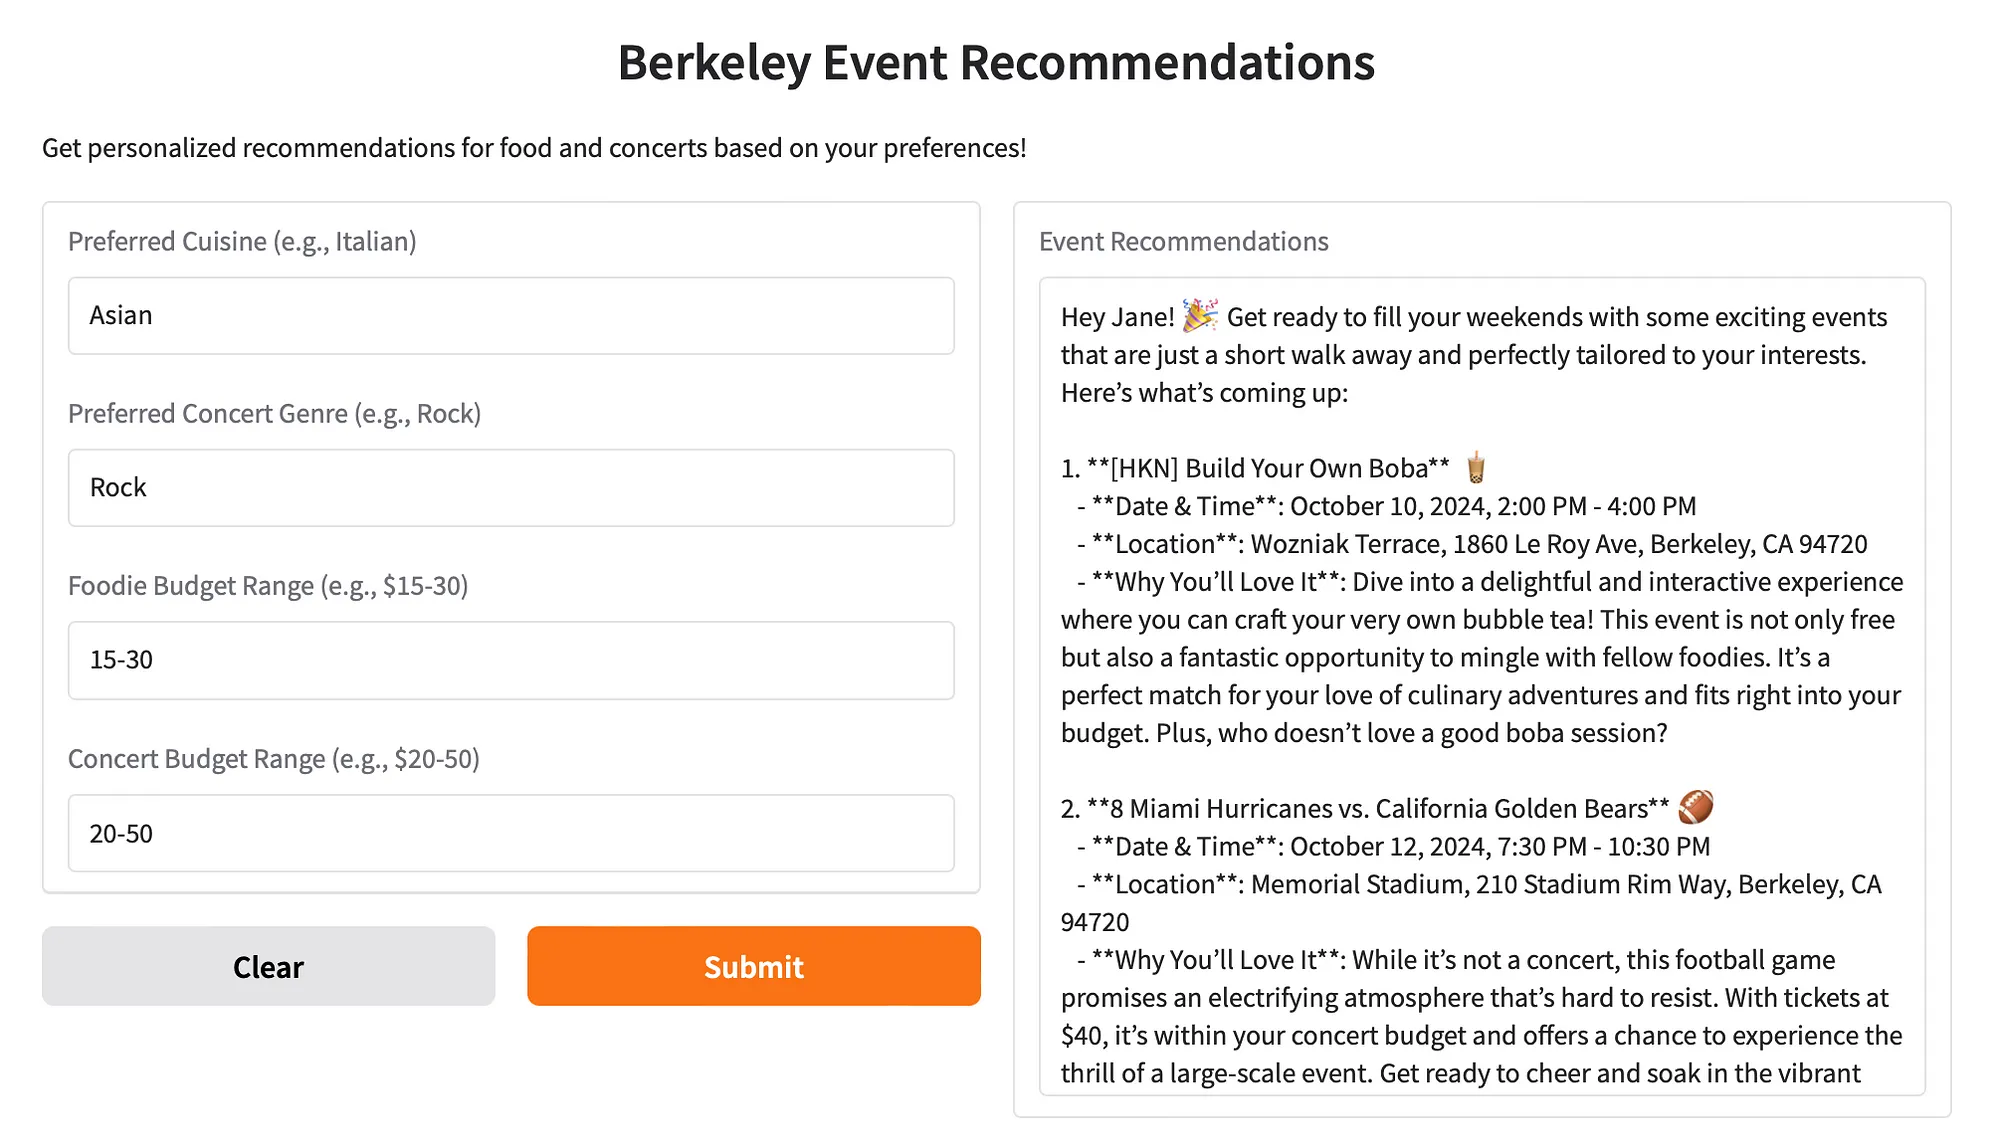 Berkeley Event Recommendations
Get personalized recommendations for food and concerts based on your preferences!
Preferred Cuisine (e.g., Italian)
Asian
Preferred Concert Genre (e.g., Rock)
Rock
Foodie Budget Range (e.g., $15-30)
15-30
Concert Budget Range (e.g., $20-50)
20-50
Clear
Submit
Event Recommendations
Hey Jane! 🎉 Get ready to fill your weekends with some exciting events
that are just a short walk away and perfectly tailored to your interests.
Here’s what’s coming up:
1. **[HKN] Build Your Own Boba** 🧋
- **Date & Time**: October 10, 2024, 2:00 PM - 4:00 PM
- **Location**: Wozniak Terrace, 1860 Le Roy Ave, Berkeley, CA 94720
- **Why You’ll Love It**: Dive into a delightful and interactive experience
where you can craft your very own bubble tea! This event is not only free
but also a fantastic opportunity to mingle with fellow foodies. It’s a
perfect match for your love of culinary adventures and fits right into your
budget. Plus, who doesn’t love a good boba session?
2. **8 Miami Hurricanes vs. California Golden Bears** 🏈
- **Date & Time**: October 12, 2024, 7:30 PM - 10:30 PM
- **Location**: Memorial Stadium, 210 Stadium Rim Way, Berkeley, CA
94720
- **Why You’ll Love It**: While it’s not a concert, this football game
promises an electrifying atmosphere that’s hard to resist. With tickets at
$40, it’s within your concert budget and offers a chance to experience the
thrill of a large-scale event. Get ready to cheer and soak in the vibrant